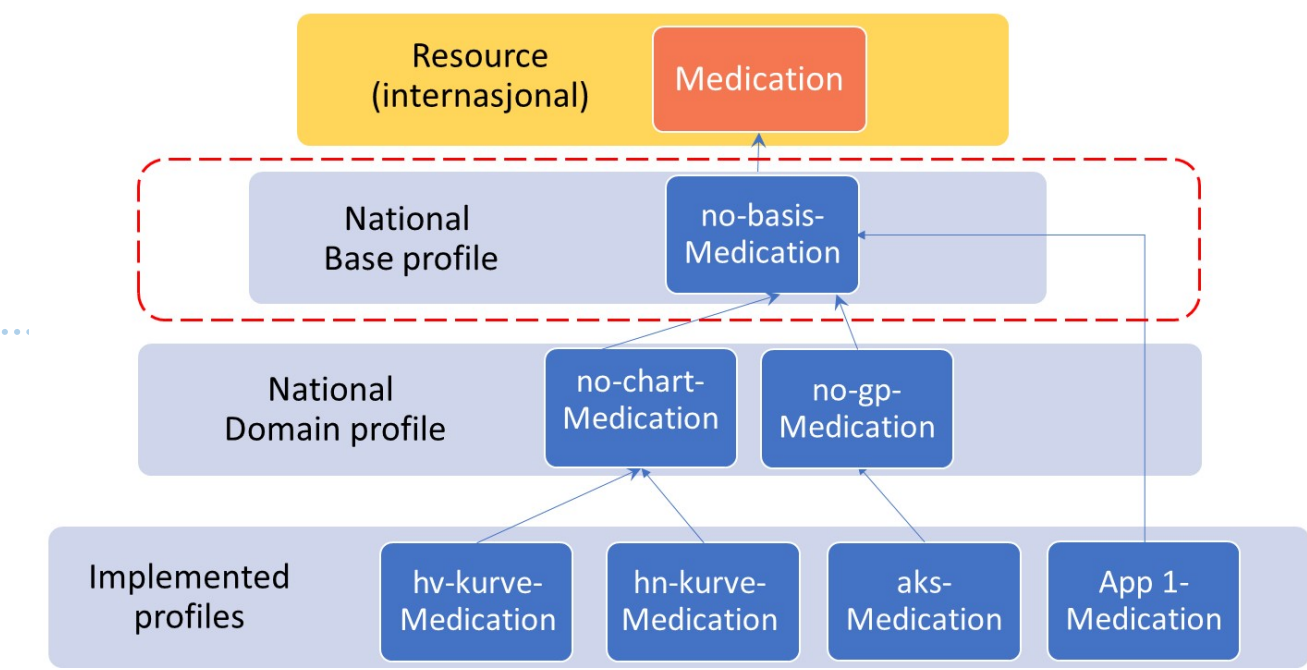 Resource
(internasjonal)
Medication
National
Base profile
no-basis-
Medication
National
Domain profile
no-chart-
Medication
no-gp-
Medication
Implemented
profiles
hv-kurve-
Medication
hn-kurve-
Medication
aks-
Medication
App 1-
Medication